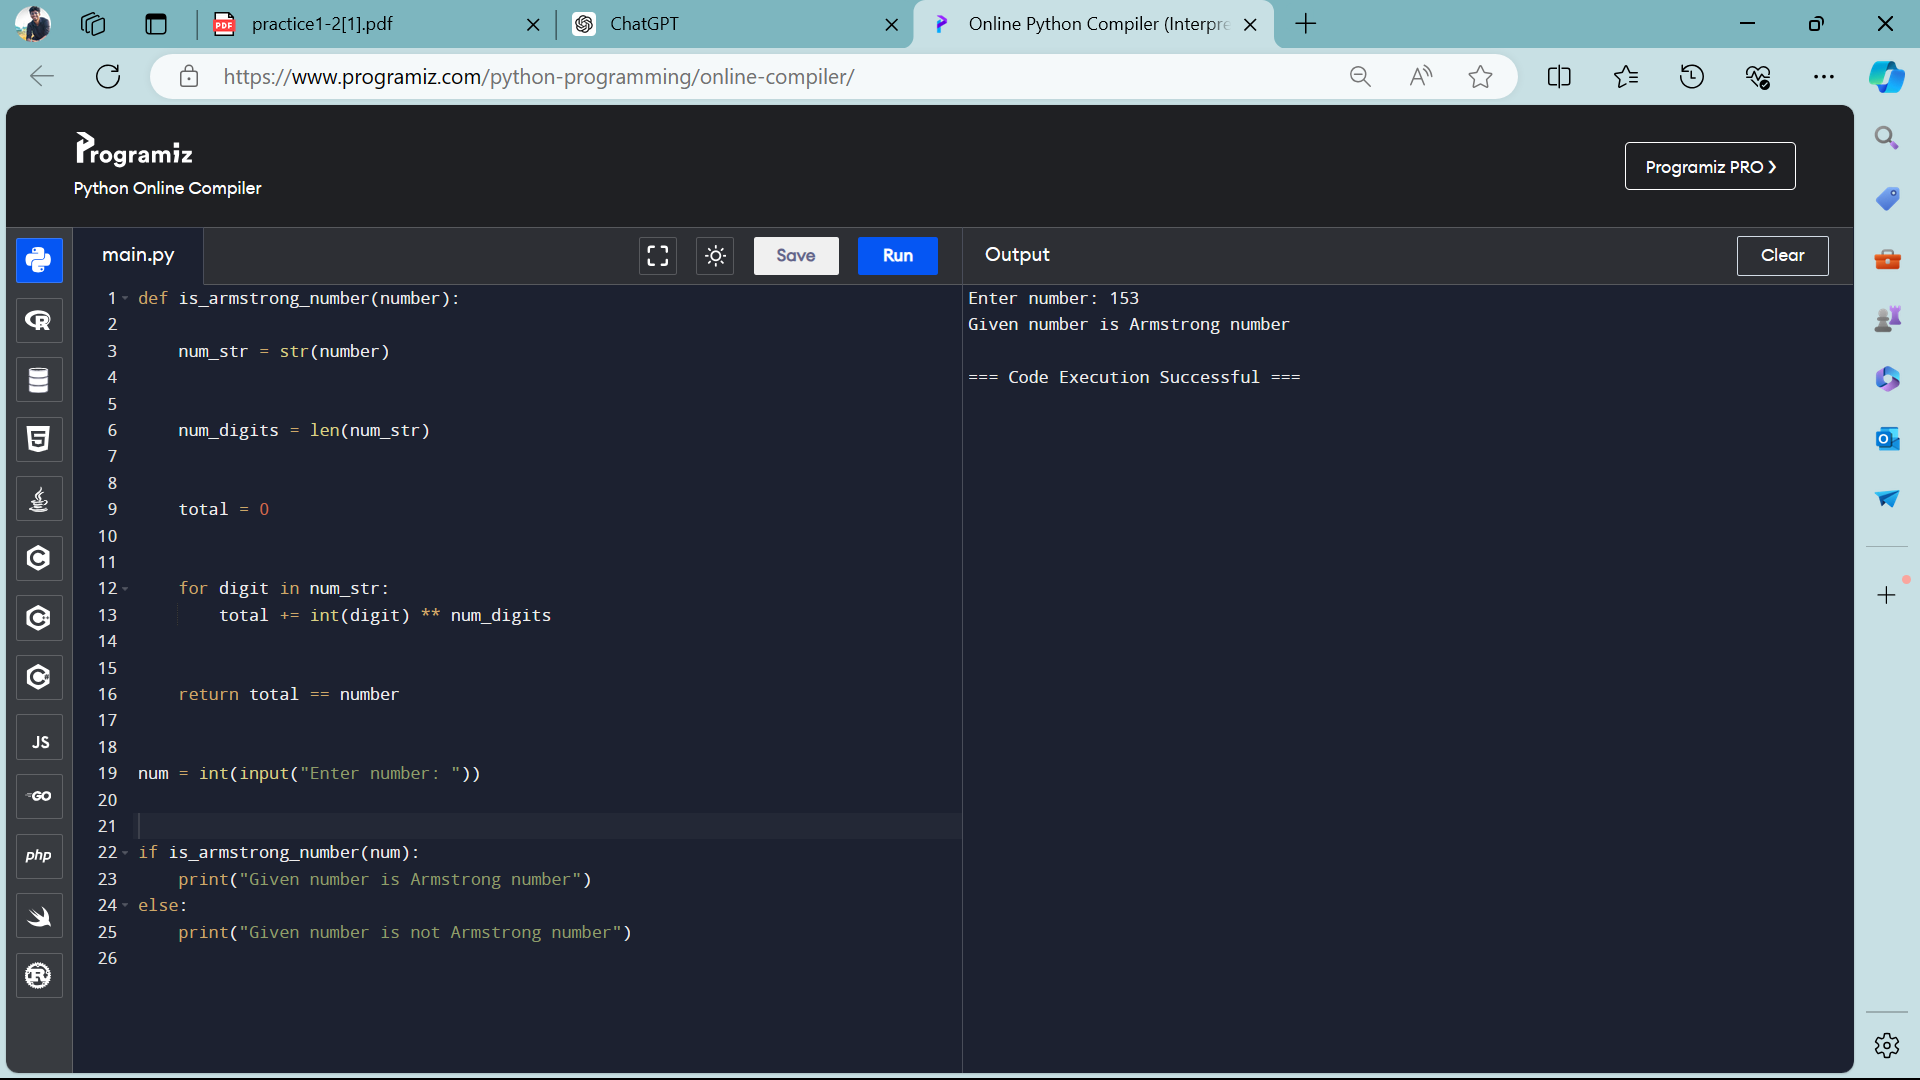 practice1-2[1].pdf
ChatGPT
Online Python Compiler (Interpre
https://www.programiz.com/python-programming/online-compiler/
Programiz
Python Online Compiler
Programiz PRO ❯
main.py
Save
Run
Output
Clear
1 def is_armstrong_number(number):
2
3     num_str = str(number)
4
5
6     num_digits = len(num_str)
7
8
9     total = 0
10
11
12     for digit in num_str:
13         total += int(digit) ** num_digits
14
15
16     return total == number
17
18
19 num = int(input("Enter number: "))
20
21
22 if is_armstrong_number(num):
23     print("Given number is Armstrong number")
24 else:
25     print("Given number is not Armstrong number")
26
Enter number: 153
Given number is Armstrong number
=== Code Execution Successful ===
PDF
R
5
C
C
C
JS
GO
php
R